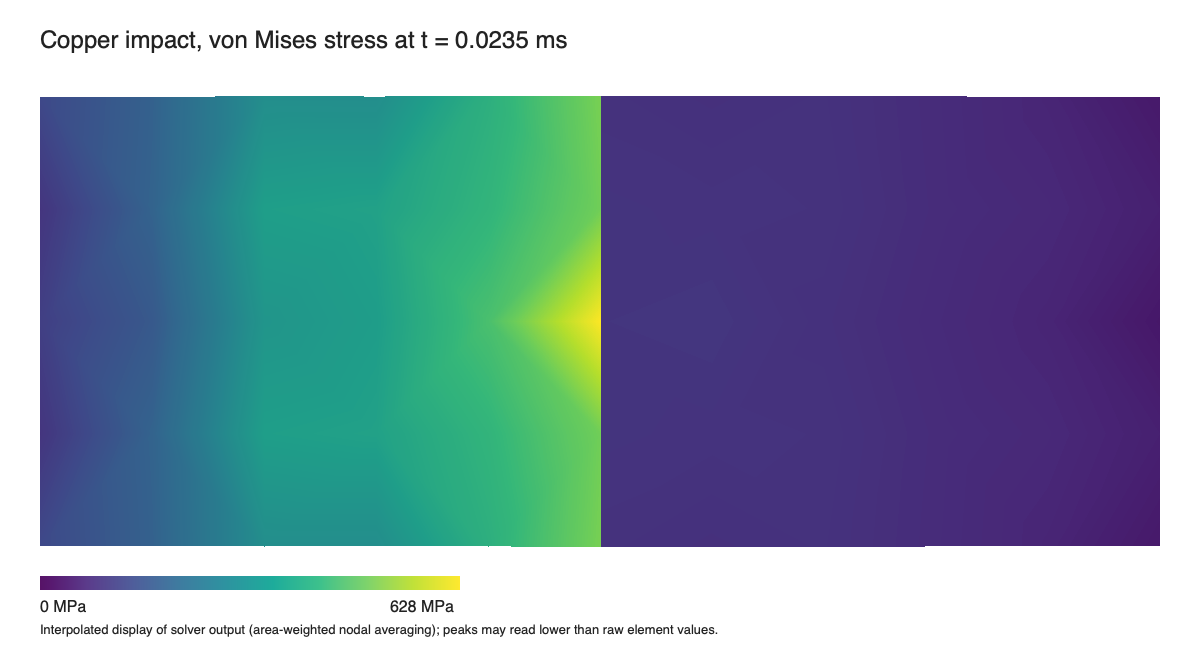 Copper impact, von Mises stress at t = 0.0235 ms
0 MPa
628 MPa
Interpolated display of solver output (area-weighted nodal averaging); peaks may read lower than raw element values.